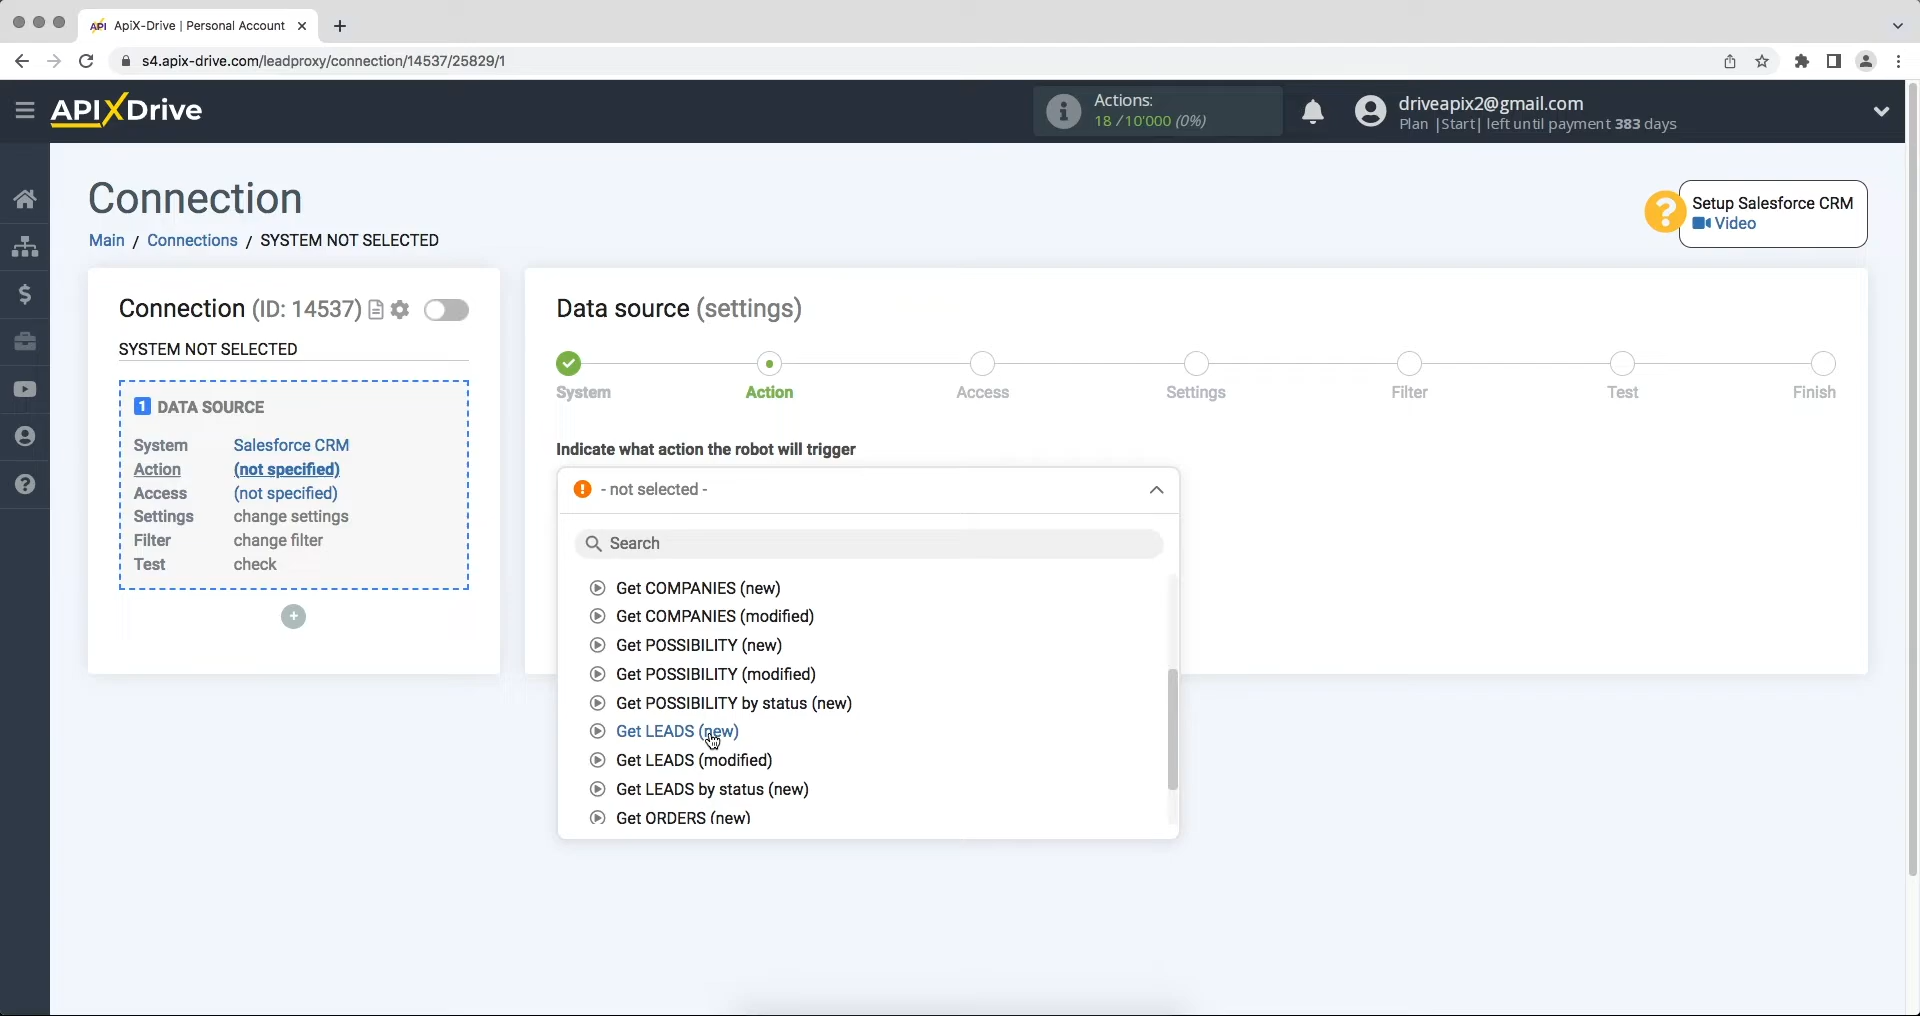 API ApiX-Drive | Personal Account
s4.apix-drive.com/leadproxy/connection/14537/25829/1
APIXDrive
Actions:
18 /10'000 (0%)
driveapix2@gmail.com
Plan |Start| left until payment 383 days
Connection
Main / Connections / SYSTEM NOT SELECTED
Setup Salesforce CRM
Video
Connection (ID: 14537)
SYSTEM NOT SELECTED
1 DATA SOURCE
System Salesforce CRM
Action (not specified)
Access (not specified)
Settings change settings
Filter change filter
Test check
Data source (settings)
System Action Access Settings Filter Test Finish
Indicate what action the robot will trigger
- not selected -
Search
Get COMPANIES (new)
Get COMPANIES (modified)
Get POSSIBILITY (new)
Get POSSIBILITY (modified)
Get POSSIBILITY by status (new)
Get LEADS (new)
Get LEADS (modified)
Get LEADS by status (new)
Get ORDERS (new)